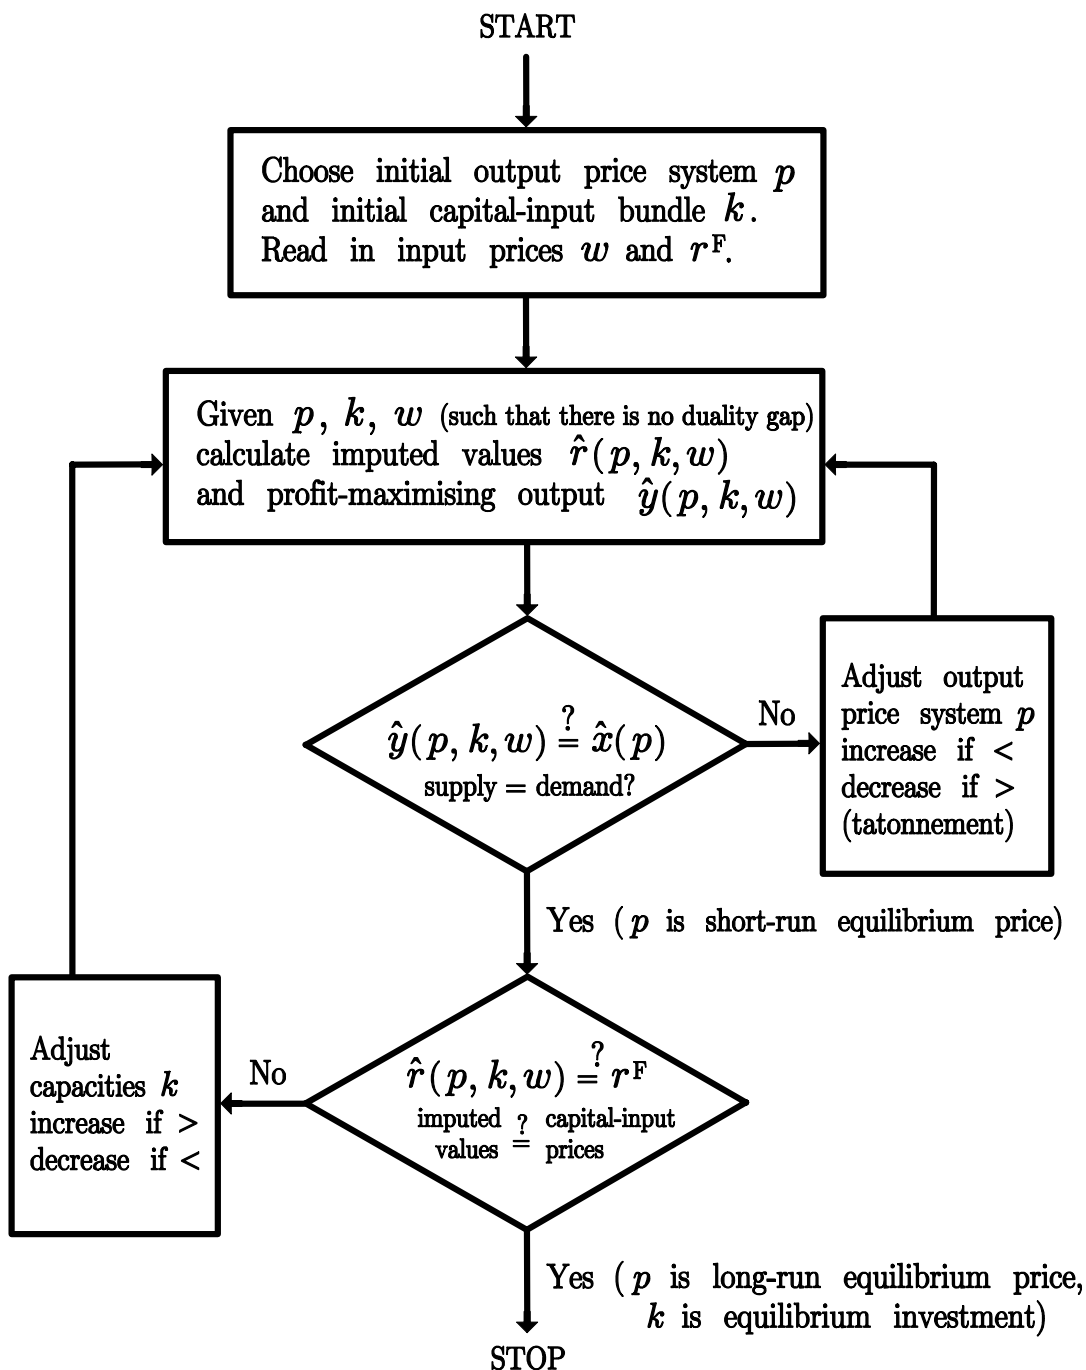 START
Choose initial output price system p
and initial capital-input bundle k.
Read in input prices w and r^F.
Given p, k, w (such that there is no duality gap)
calculate imputed values r̂(p, k, w)
and profit-maximising output ŷ(p, k, w)
ŷ(p, k, w) =? x̂(p)
supply = demand?
No
Adjust output
price system p
increase if <
decrease if >
(tatonnement)
Yes (p is short-run equilibrium price)
r̂(p, k, w) =? r^F
imputed =? capital-input
values prices
No
Adjust
capacities k
increase if >
decrease if <
Yes (p is long-run equilibrium price,
k is equilibrium investment)
STOP